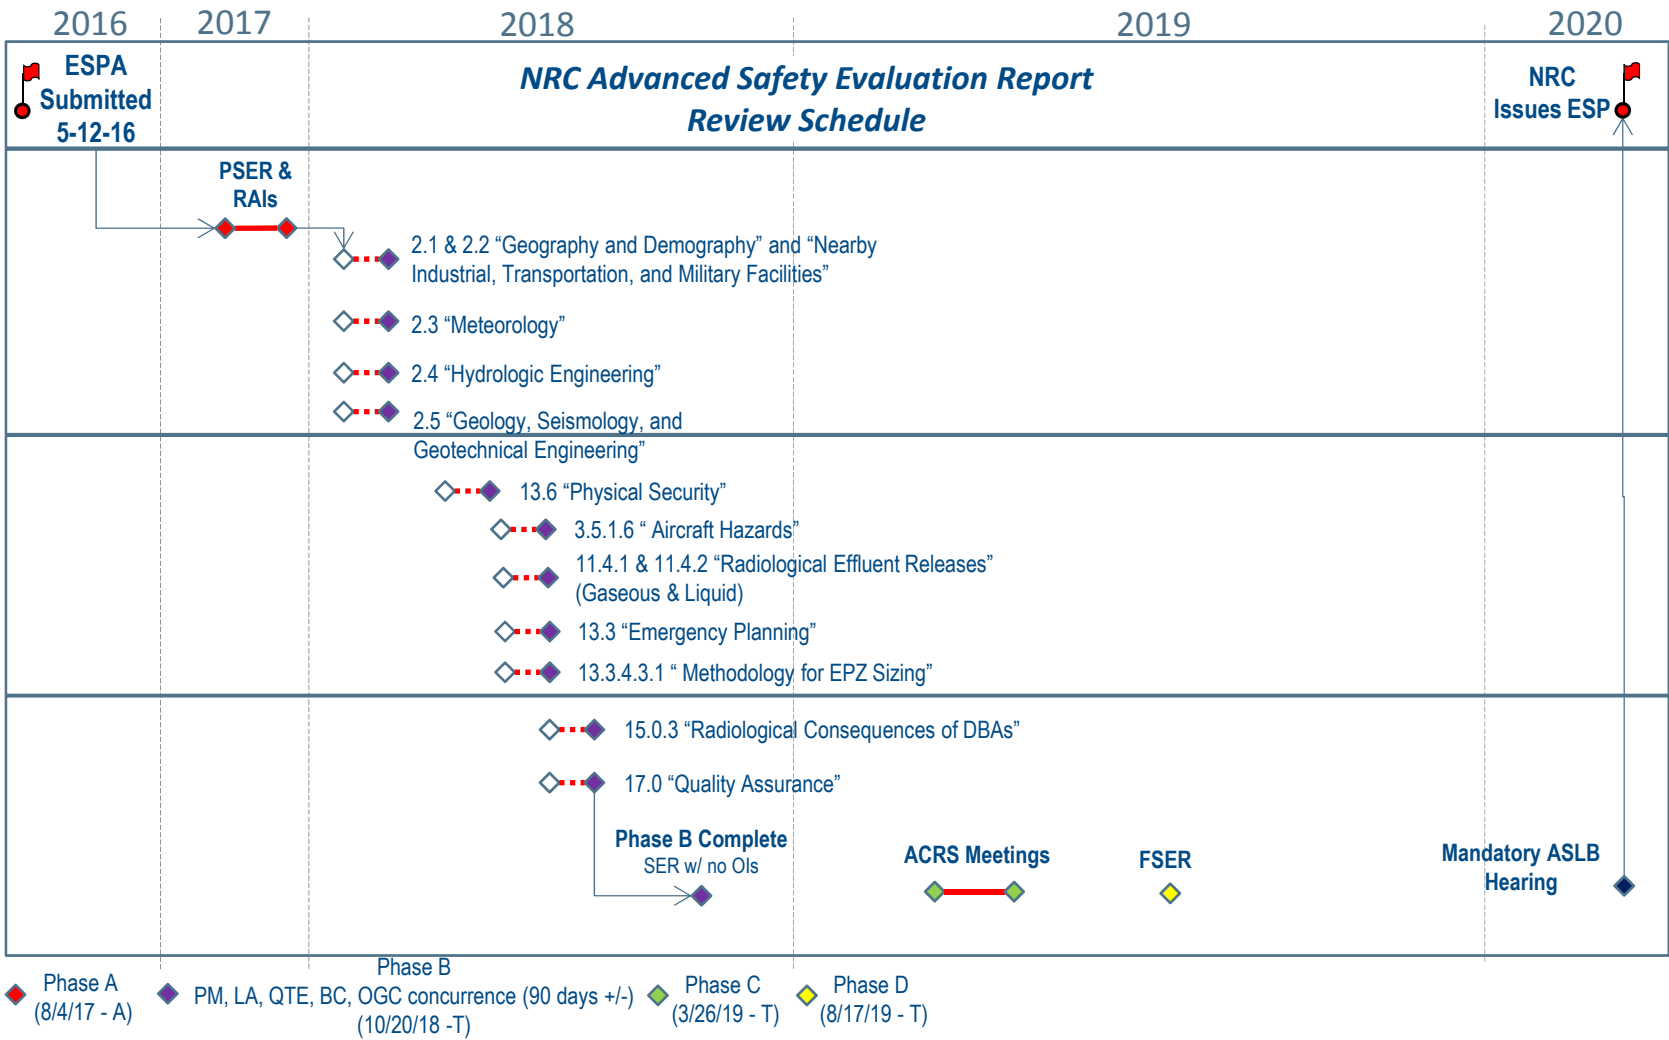 2016 2017 2018 2019 2020
ESPA
Submitted
5-12-16
NRC Advanced Safety Evaluation Report
Review Schedule
NRC
Issues ESP
PSER &
RAIs
2.1 & 2.2 “Geography and Demography” and “Nearby
Industrial, Transportation, and Military Facilities”
2.3 “Meteorology”
2.4 “Hydrologic Engineering”
2.5 “Geology, Seismology, and
Geotechnical Engineering”
13.6 “Physical Security”
3.5.1.6 “ Aircraft Hazards”
11.4.1 & 11.4.2 “Radiological Effluent Releases”
(Gaseous & Liquid)
13.3 “Emergency Planning”
13.3.4.3.1 “ Methodology for EPZ Sizing”
15.0.3 “Radiological Consequences of DBAs”
17.0 “Quality Assurance”
Phase B Complete
SER w/ no OIs
ACRS Meetings
FSER
Mandatory ASLB
Hearing
Phase A
(8/4/17 - A)
Phase B
PM, LA, QTE, BC, OGC concurrence (90 days +/-)
(10/20/18 -T)
Phase C
(3/26/19 - T)
Phase D
(8/17/19 - T)